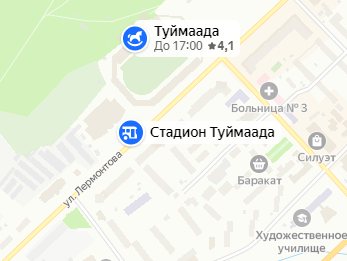 Туймаада
До 17:00 ★4,1
Больница № 3
Стадион Туймаада
Силуэт
ул. Лермонтова
Баракат
Художественное
училище